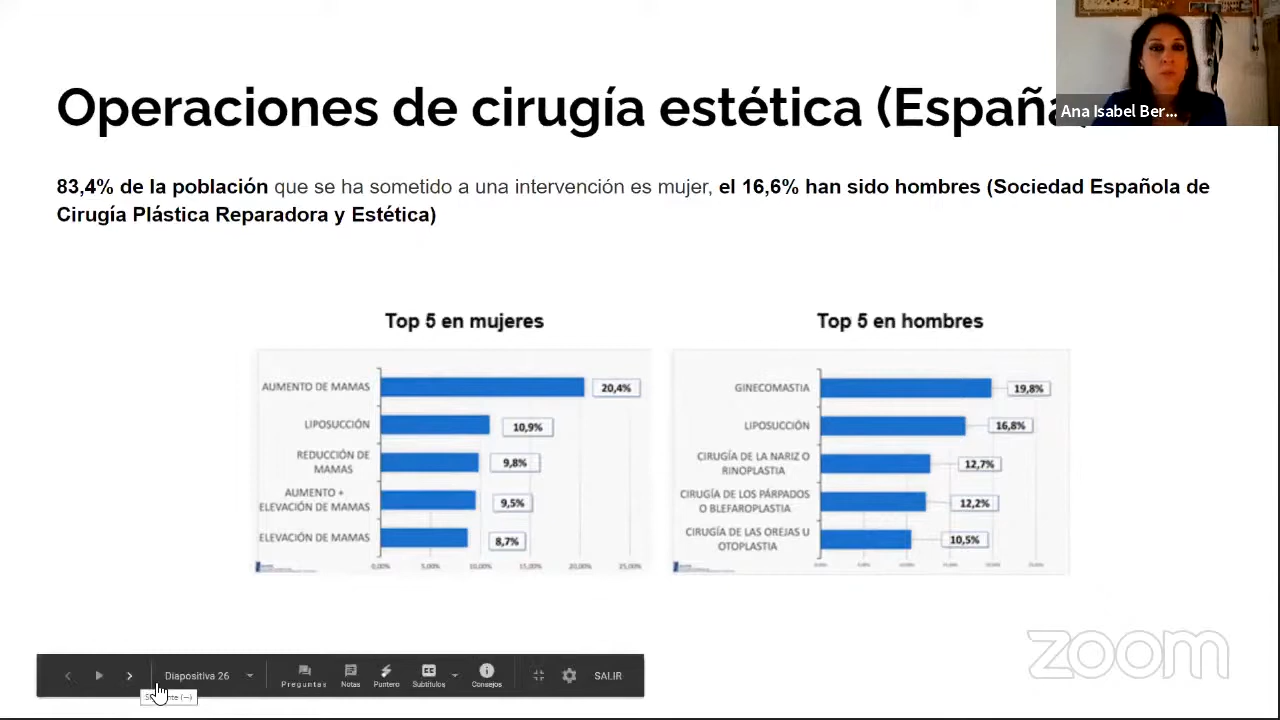 Operaciones de cirugía estética (España
Ana Isabel Ber...
83,4% de la población que se ha sometido a una intervención es mujer, el 16,6% han sido hombres (Sociedad Española de
Cirugía Plástica Reparadora y Estética)
Top 5 en mujeres
AUMENTO DE MAMAS
20,4%
LIPOSUCCIÓN
10,9%
REDUCCIÓN DE
MAMAS
9,8%
AUMENTO +
ELEVACIÓN DE MAMAS
9,5%
ELEVACIÓN DE MAMAS
8,7%
0,00% 5,00% 10,00% 15,00% 20,00% 25,00%
Top 5 en hombres
GINECOMASTIA
19,8%
LIPOSUCCIÓN
16,8%
CIRUGÍA DE LA NARIZ O
RINOPLASTIA
12,7%
CIRUGÍA DE LOS PÁRPADOS
O BLEFAROPLASTIA
12,2%
CIRUGÍA DE LAS OREJAS U
OTOPLASTIA
10,5%
zoom
Diapositiva 26
Preguntas
Notas
Puntero
Subtítulos
Consejos
SALIR